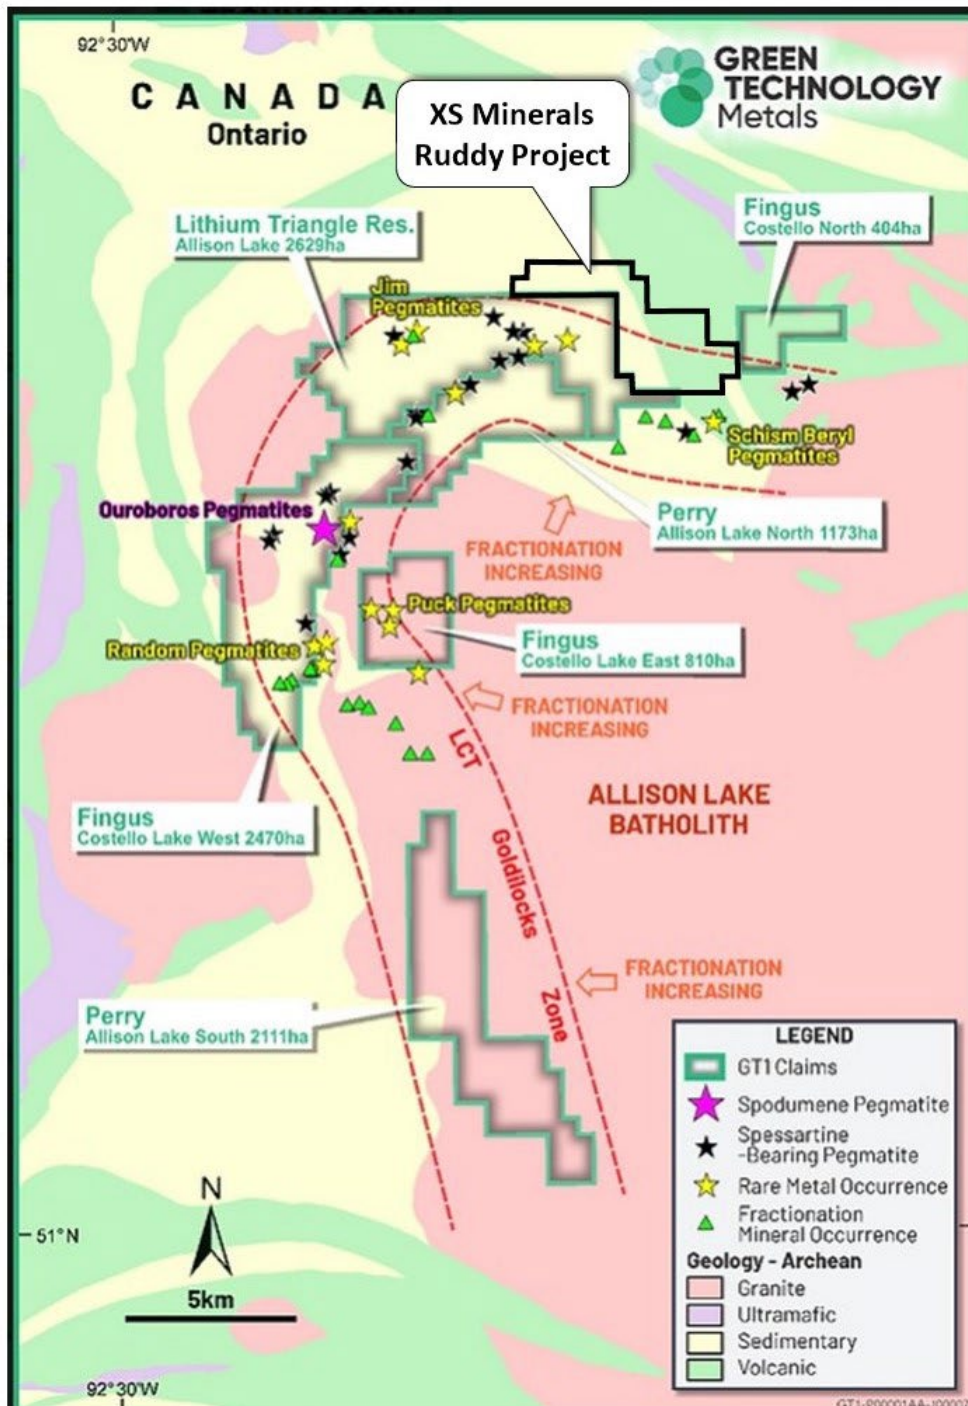 92°30'W
CANADA
Ontario
XS Minerals
Ruddy Project
GREEN
TECHNOLOGY
Metals
Lithium Triangle Res.
Allison Lake 2629ha
Fingus
Costello North 404ha
Jim
Pegmatites
Schism Beryl
Pegmatites
Ouroboros Pegmatites
Perry
Allison Lake North 1173ha
FRACTIONATION
INCREASING
Puck Pegmatites
Random Pegmatites
Fingus
Costello Lake East 810ha
FRACTIONATION
INCREASING
LCT
Goldilocks
Zone
ALLISON LAKE
BATHOLITH
Fingus
Costello Lake West 2470ha
FRACTIONATION
INCREASING
Perry
Allison Lake South 2111ha
LEGEND
GT1 Claims
Spodumene Pegmatite
Spessartine
-Bearing Pegmatite
Rare Metal Occurrence
Fractionation
Mineral Occurrence
Geology - Archean
Granite
Ultramafic
Sedimentary
Volcanic
N
51°N
5km
92°30'W